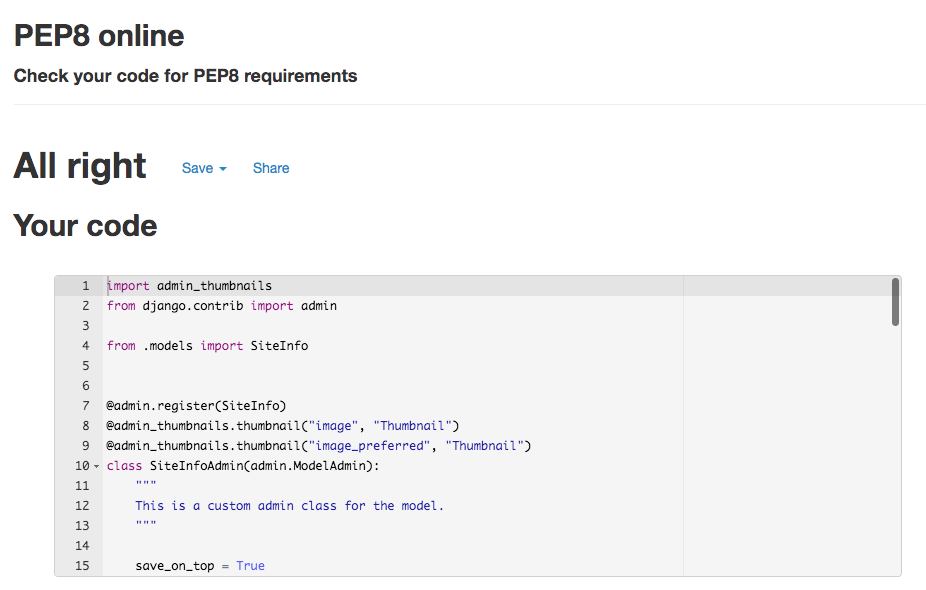 PEP8 online
Check your code for PEP8 requirements
All right Save Share
Your code
1 import admin_thumbnails
2 from django.contrib import admin
3
4 from .models import SiteInfo
5
6
7 @admin.register(SiteInfo)
8 @admin_thumbnails.thumbnail("image", "Thumbnail")
9 @admin_thumbnails.thumbnail("image_preferred", "Thumbnail")
10 class SiteInfoAdmin(admin.ModelAdmin):
11     """
12     This is a custom admin class for the model.
13     """
14
15     save_on_top = True